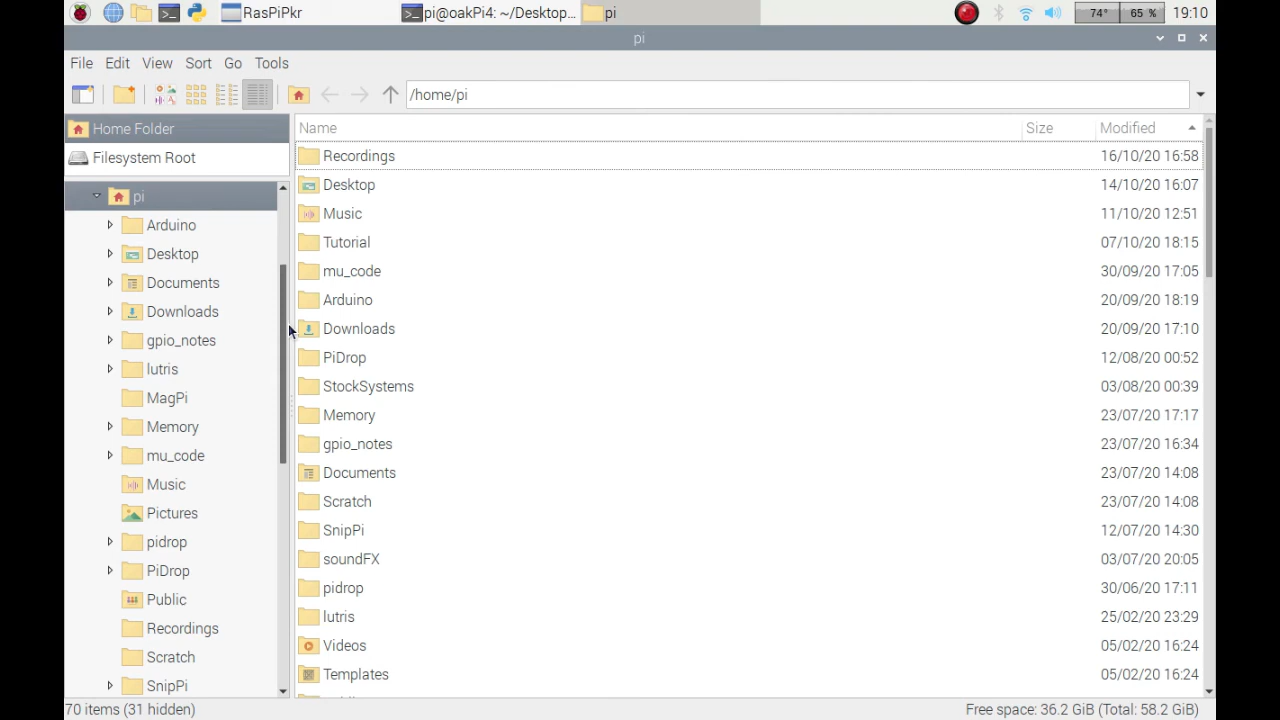 RasPiPkr pi@oakPi4: ~/Desktop... pi 74° 65 % 19:10
pi
File Edit View Sort Go Tools
/home/pi
Home Folder
Filesystem Root
pi
Arduino
Desktop
Documents
Downloads
gpio_notes
lutris
MagPi
Memory
mu_code
Music
Pictures
pidrop
PiDrop
Public
Recordings
Scratch
SnipPi
Name Size Modified
Recordings 16/10/20 16:58
Desktop 14/10/20 16:07
Music 11/10/20 12:51
Tutorial 07/10/20 18:15
mu_code 30/09/20 17:05
Arduino 20/09/20 18:19
Downloads 20/09/20 17:10
PiDrop 12/08/20 00:52
StockSystems 03/08/20 00:39
Memory 23/07/20 17:17
gpio_notes 23/07/20 16:34
Documents 23/07/20 14:08
Scratch 23/07/20 14:08
SnipPi 12/07/20 14:30
soundFX 03/07/20 20:05
pidrop 30/06/20 17:11
lutris 25/02/20 23:29
Videos 05/02/20 16:24
Templates 05/02/20 16:24
70 items (31 hidden) Free space: 36.2 GiB (Total: 58.2 GiB)